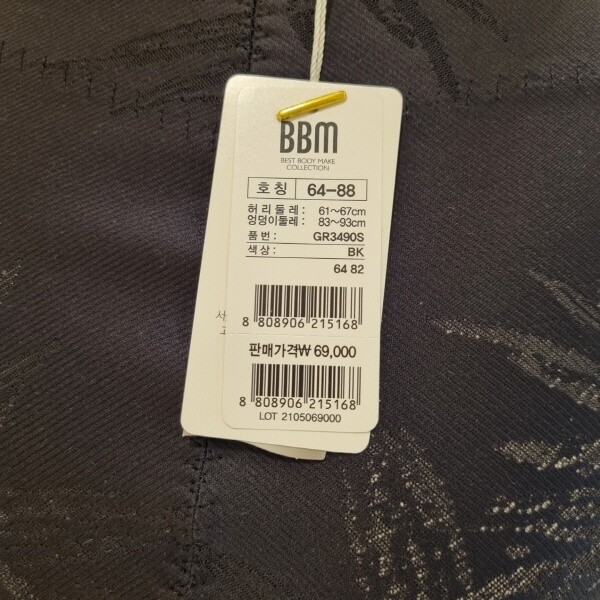 BBM
BEST BODY MAKE
COLLECTION
호칭 64-88
허리둘레: 61~67cm
엉덩이둘레: 83~93cm
품번: GR3490S
색상: BK
64 82
8 808906 215168
판매가격₩ 69,000
8 808906 215168
LOT 2105069000